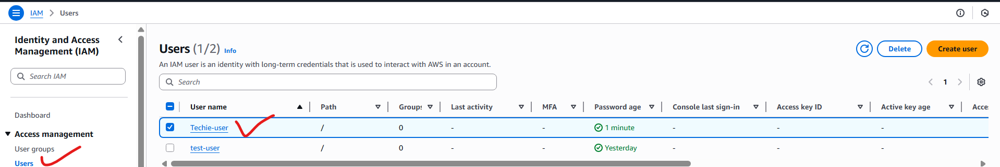 IAM > Users
Identity and Access
Management (IAM)
Search IAM
Dashboard
Access management
User groups
Users
Users (1/2) Info
Delete
Create user
An IAM user is an identity with long-term credentials that is used to interact with AWS in an account.
Search
1
User name Path Groups Last activity MFA Password age Console last sign-in Access key ID Active key age Acce
Techie-user / 0 - - 1 minute - - -
test-user / 0 - - Yesterday - - -